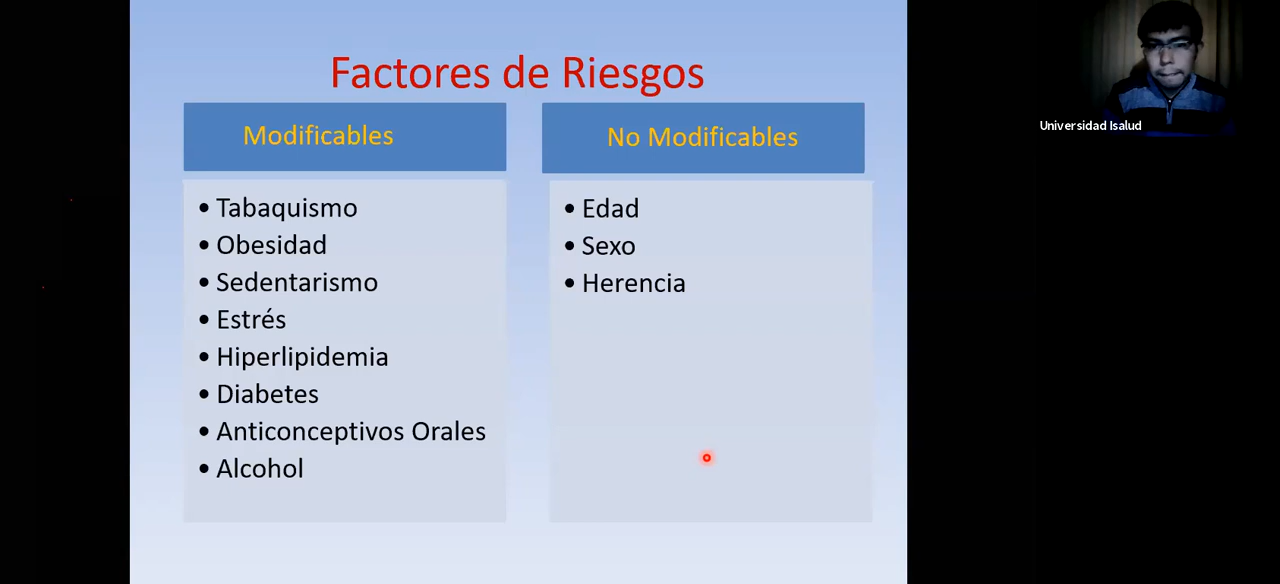 Factores de Riesgos
Modificables
• Tabaquismo
• Obesidad
• Sedentarismo
• Estrés
• Hiperlipidemia
• Diabetes
• Anticonceptivos Orales
• Alcohol
No Modificables
• Edad
• Sexo
• Herencia
Universidad Isalud